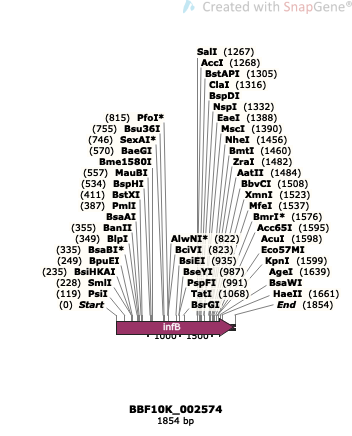 Created with SnapGene®
SalI (1267)
AccI (1268)
BstAPI (1305)
ClaI (1316)
BspDI
NspI (1332)
(815) PfoI* EaeI (1388)
(755) Bsu36I MscI (1390)
(746) SexAI* NheI (1456)
(570) BaeGI BmtI (1460)
Bme1580I ZraI (1482)
(557) MauBI AatII (1484)
(534) BspHI BbvCI (1508)
(411) BstXI XmnI (1523)
(387) PmlI MfeI (1537)
BsaAI BmrI* (1576)
(355) BanII Acc65I (1595)
(349) BlpI AlwNI* (822) AcuI (1598)
(335) BsaBI* BciVI (823) Eco57MI
(249) BpuEI BsiEI (935) KpnI (1599)
(235) BsiHKAI BseYI (987) AgeI (1639)
(228) SmlI PspFI (991) BsaWI
(119) PsiI TatI (1068) HaeII (1661)
(0) Start BsrGI End (1854)
infB
1000 1500
BBF10K_002574
1854 bp